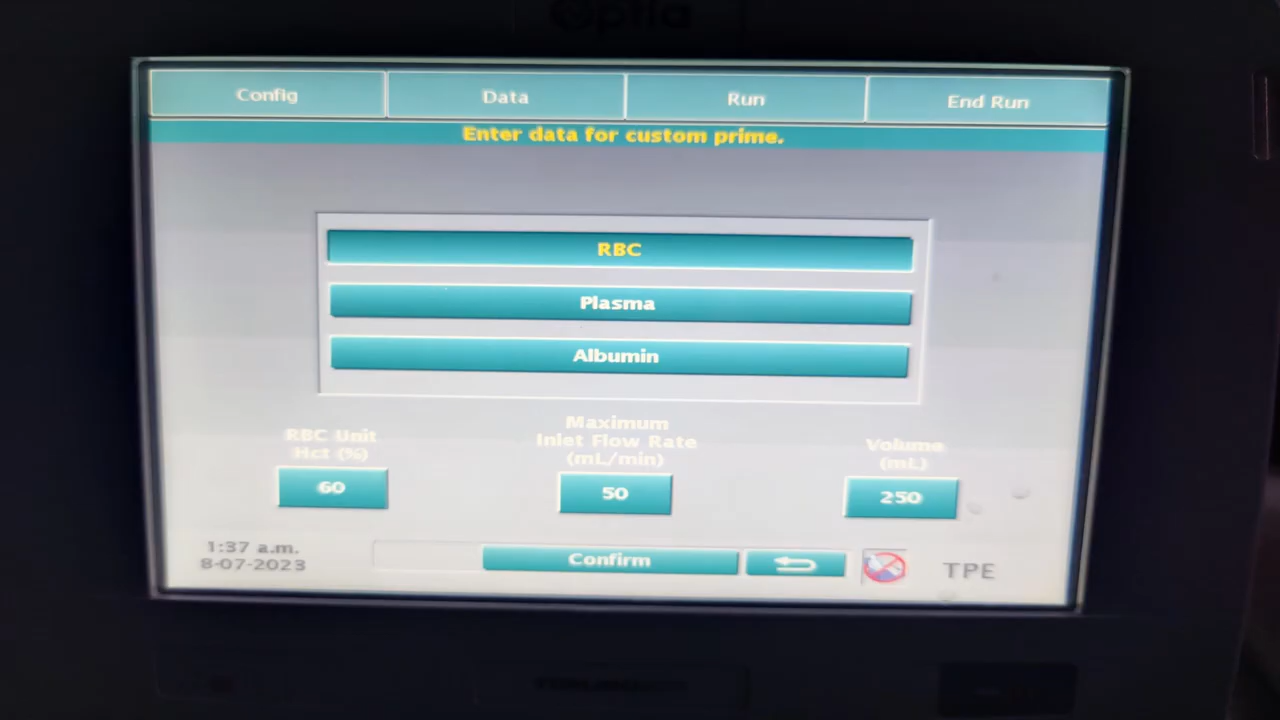 Optia
Config
Data
Run
End Run
Enter data for custom prime.
RBC
Plasma
Albumin
RBC Unit
Hct (%)
60
Maximum
Inlet Flow Rate
(mL/min)
50
Volume
(mL)
250
1:37 a.m.
8-07-2023
Confirm
TPE